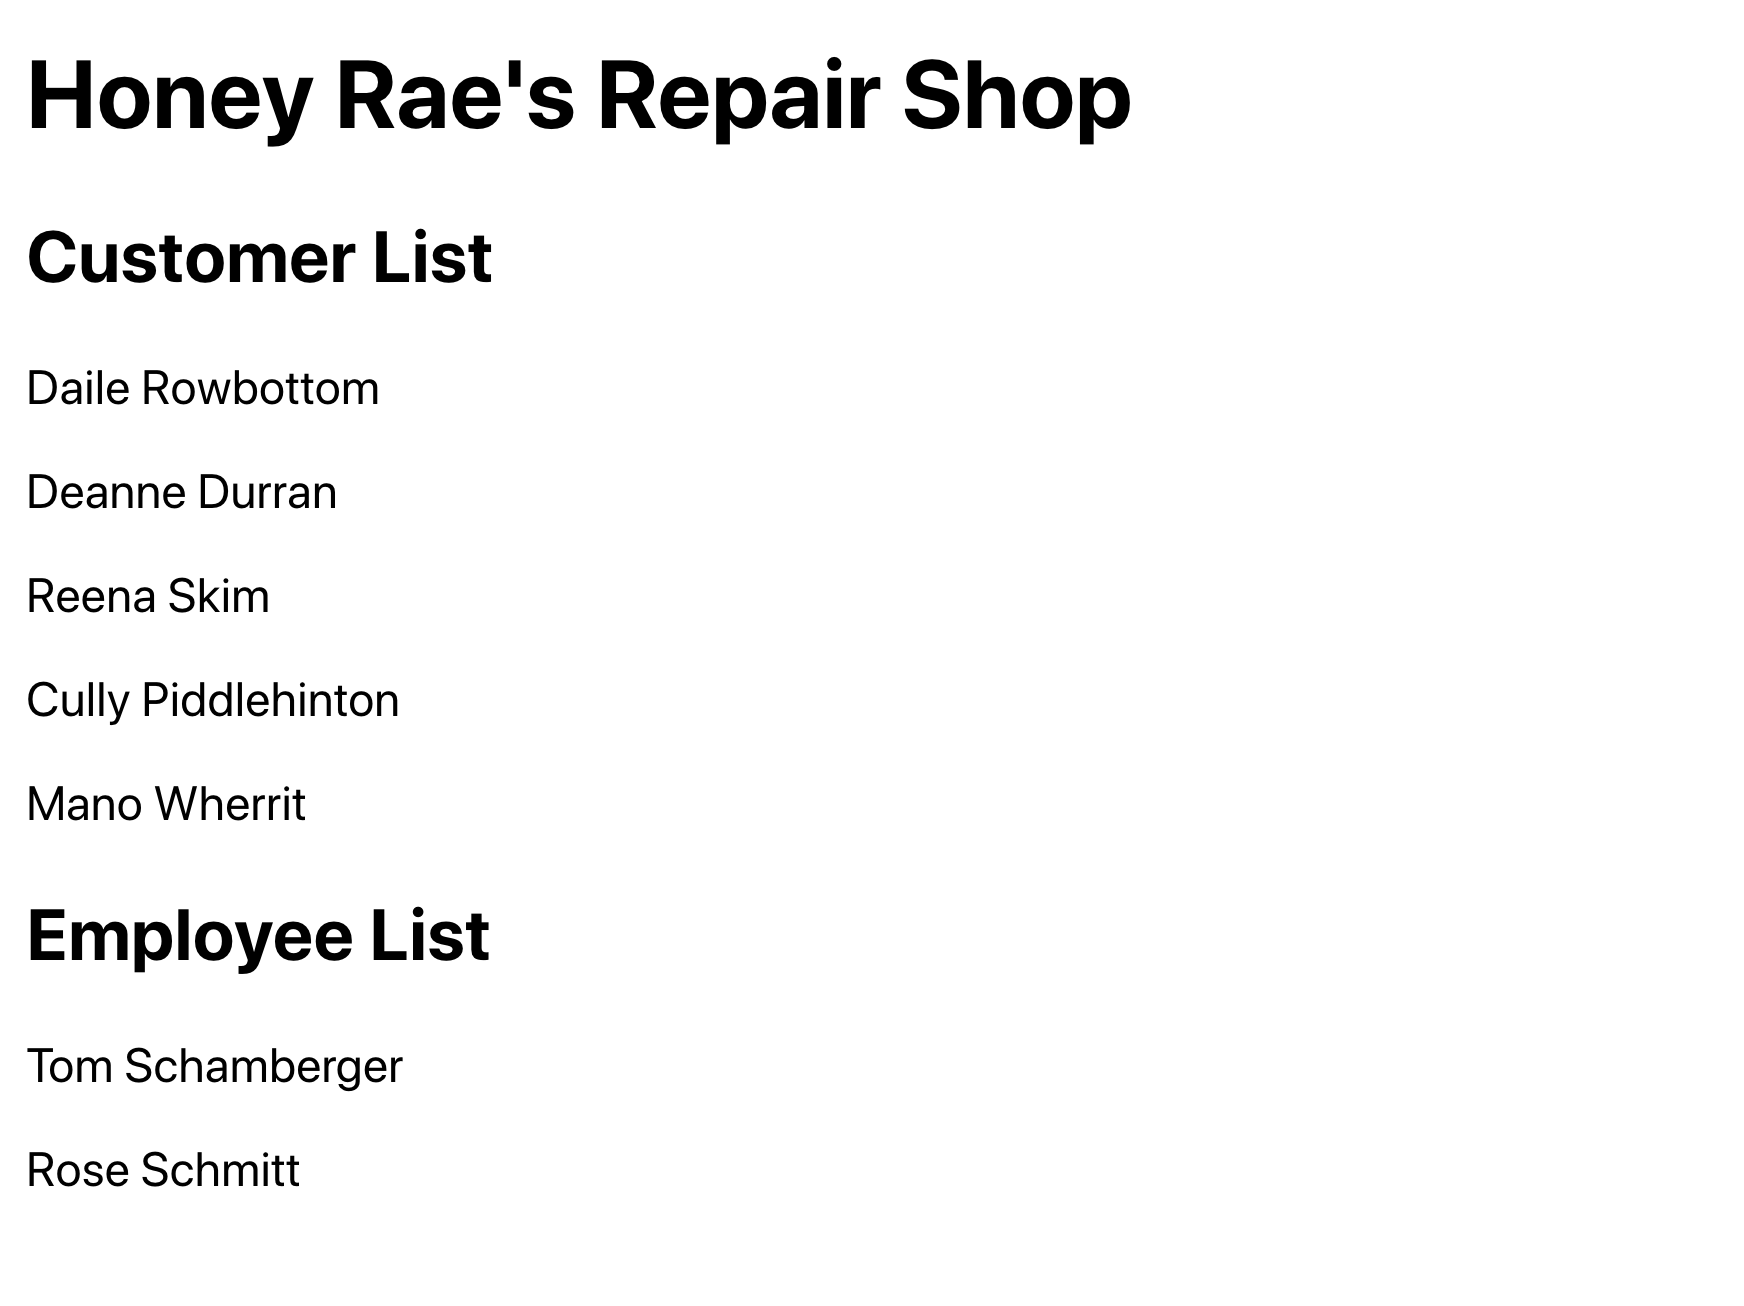 Honey Rae's Repair Shop
Customer List
Daile Rowbottom
Deanne Durran
Reena Skim
Cully Piddlehinton
Mano Wherrit
Employee List
Tom Schamberger
Rose Schmitt